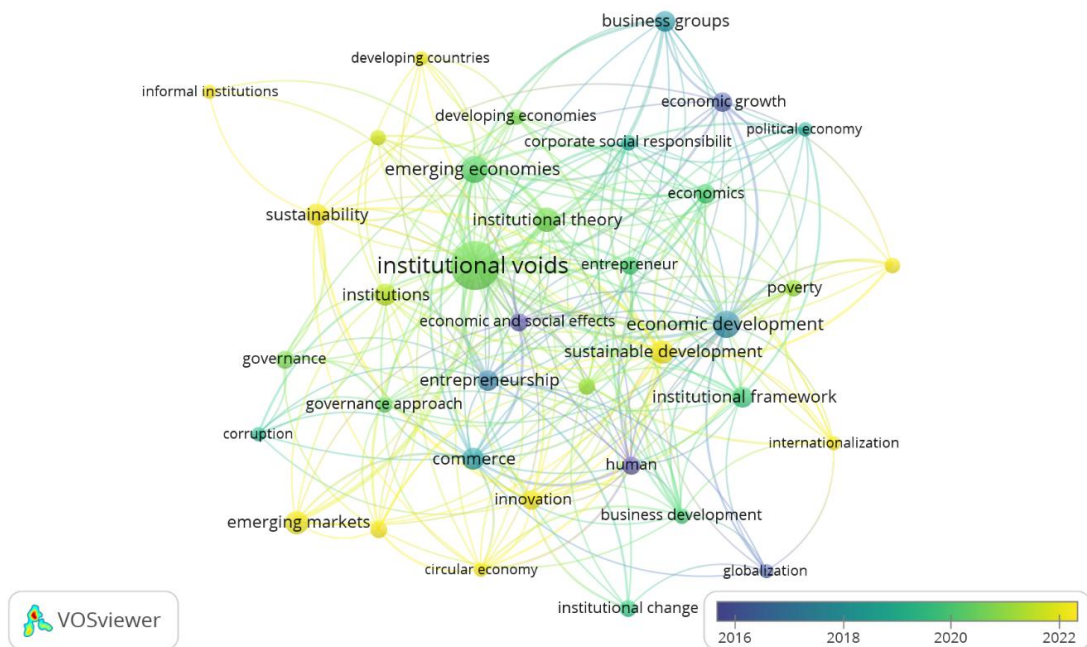 business groups
developing countries
informal institutions
economic growth
developing economies
political economy
corporate social responsibilit
emerging economies
economics
sustainability
institutional theory
institutional voids
entrepreneur
institutions
poverty
economic and social effects
economic development
sustainable development
governance
entrepreneurship
institutional framework
governance approach
corruption
internationalization
commerce
human
innovation
emerging markets
business development
circular economy
globalization
institutional change
VOSviewer
2016 2018 2020 2022